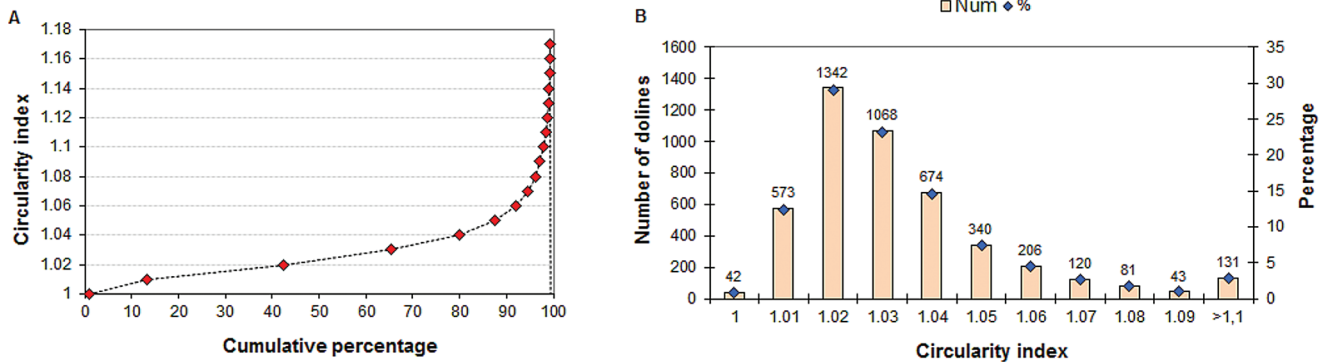 A
1.18
1.16
1.14
1.12
1.1
1.08
1.06
1.04
1.02
1
Circularity index
0 10 20 30 40 50 60 70 80 90 100
Cumulative percentage
B
Num %
1600
1400
1200
1000
800
600
400
200
0
Number of dolines
42 573 1342 1068 674 340 206 120 81 43 131
35
30
25
20
15
10
5
0
Percentage
1 1.01 1.02 1.03 1.04 1.05 1.06 1.07 1.08 1.09 >1,1
Circularity index